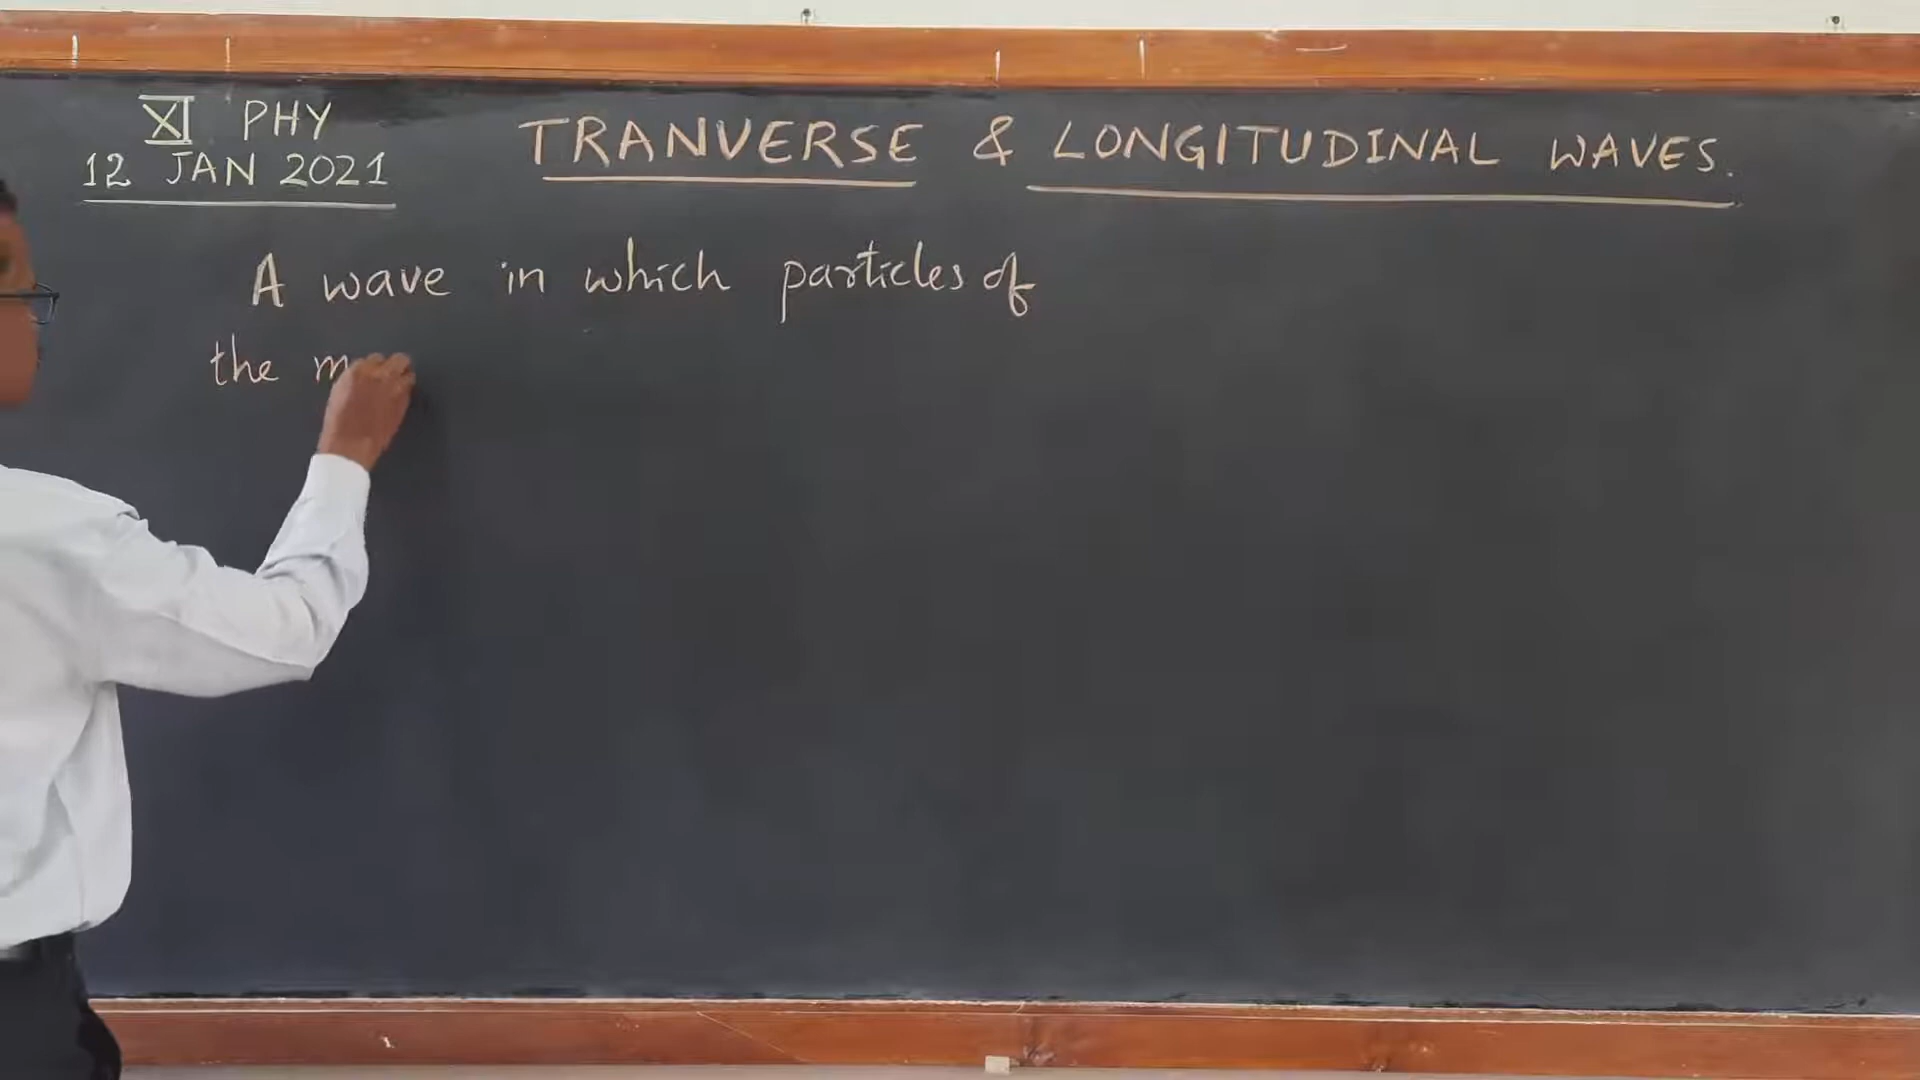 XI PHY
12 JAN 2021
TRANVERSE & LONGITUDINAL WAVES.
A wave in which particles of
the m